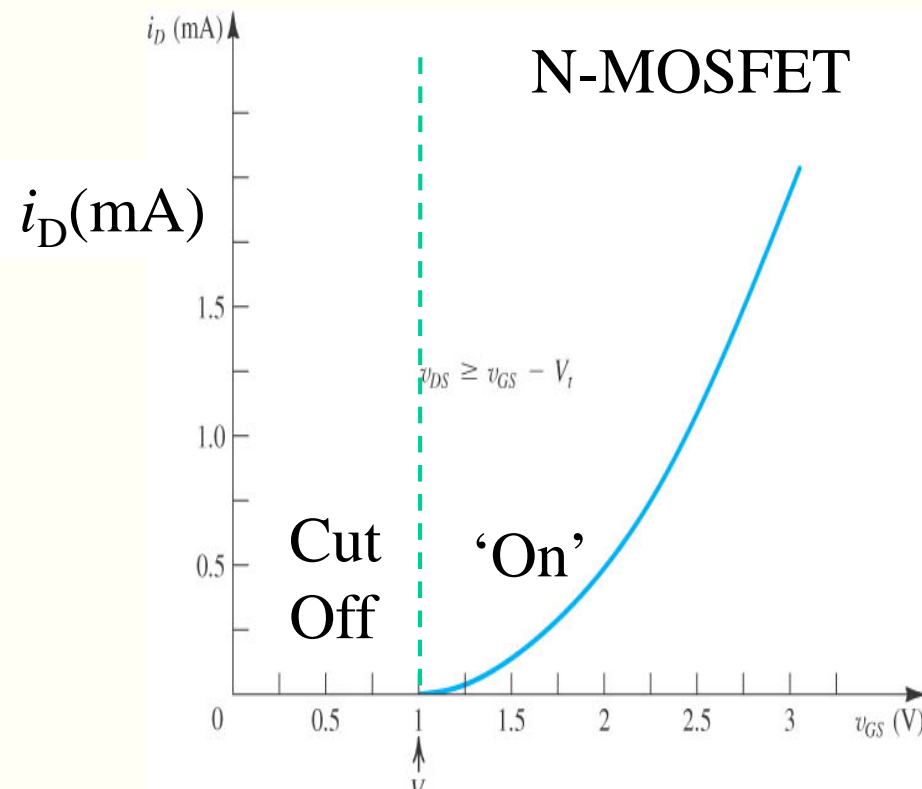 i_D (mA)
N-MOSFET
i_D(mA)
1.5
v_DS ≥ v_GS − V_t
1.0
Cut
Off
‘On’
0.5
0 0.5 1 1.5 2 2.5 3 v_GS (V)